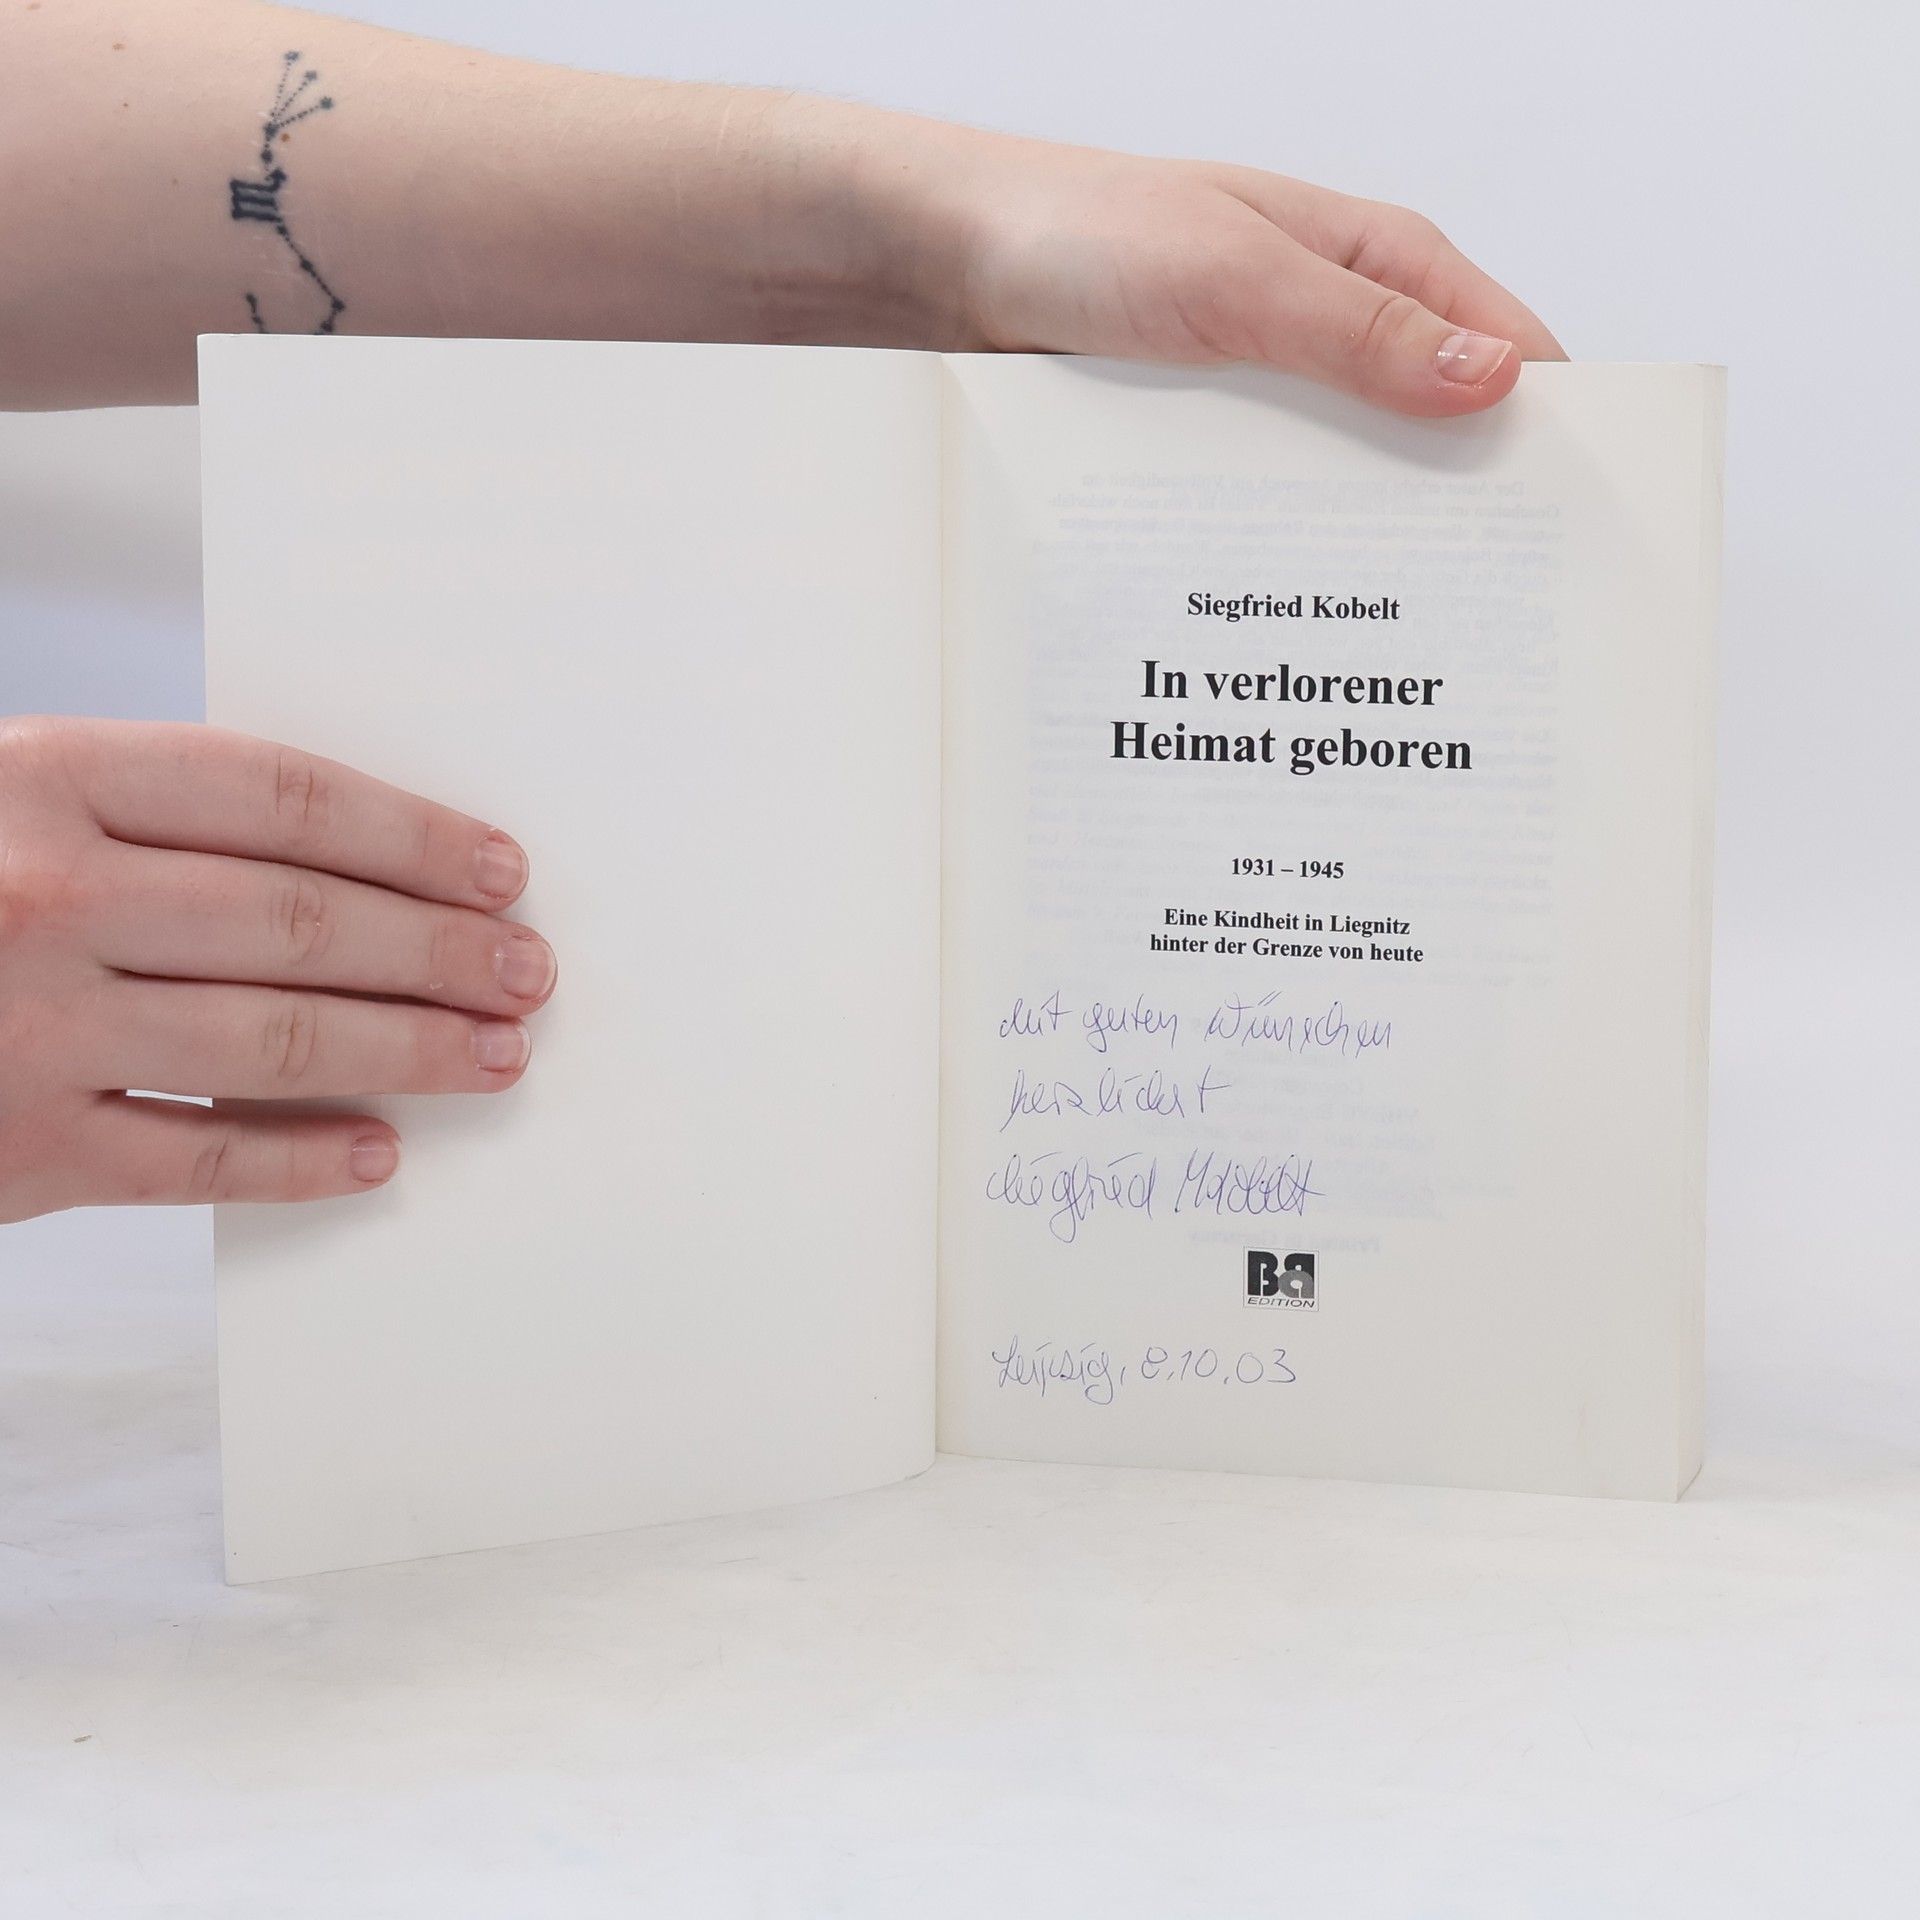 Siegfried Kobelt
In verlorener
Heimat geboren
1931 – 1945
Eine Kindheit in Liegnitz
hinter der Grenze von heute
Mit guten Wünschen
herzlichst
Siegfried Kobelt
BB
EDITION
Leipzig, 8.10.03